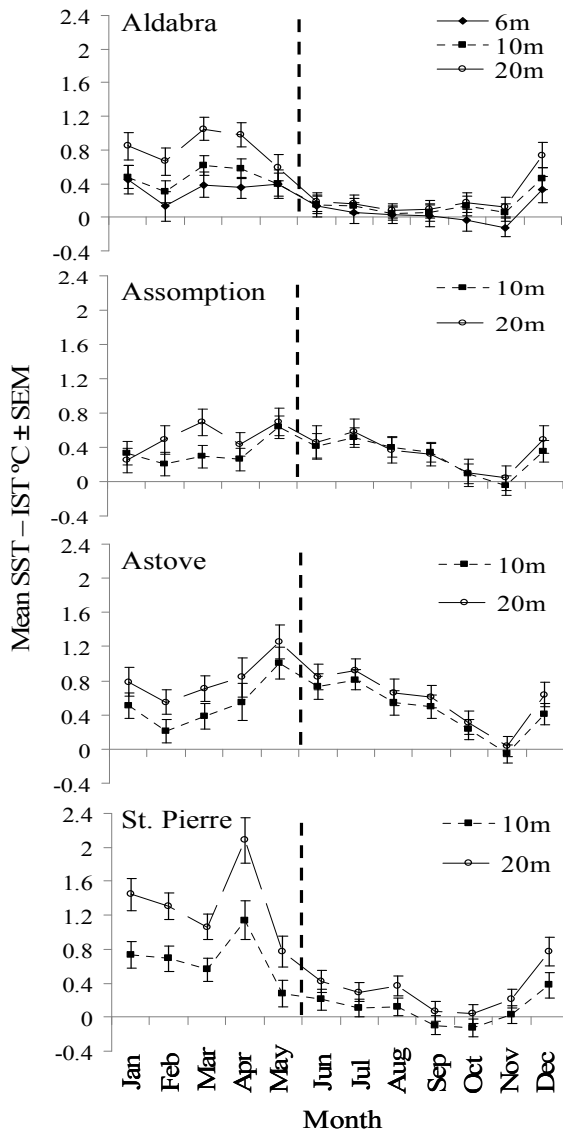 Mean SST – IST ºC ± SEM
Aldabra
6m
10m
20m
2.4
2
1.6
1.2
0.8
0.4
0
-0.4
Assomption
10m
20m
2.4
2
1.6
1.2
0.8
0.4
0
-0.4
Astove
10m
20m
2.4
2
1.6
1.2
0.8
0.4
0
-0.4
St. Pierre
10m
20m
2.4
2
1.6
1.2
0.8
0.4
0
-0.4
Jan
Feb
Mar
Apr
May
Jun
Jul
Aug
Sep
Oct
Nov
Dec
Month